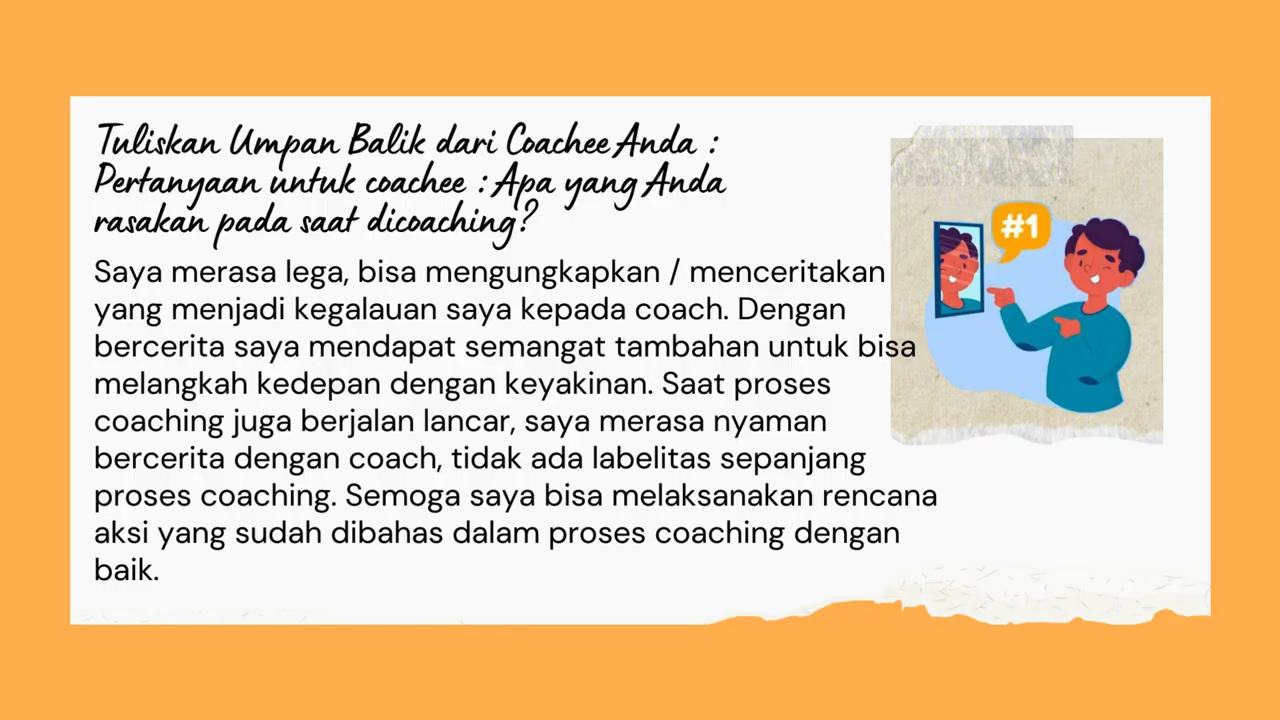 Tuliskan Umpan Balik dari Coachee Anda :
Pertanyaan untuk coachee : Apa yang Anda
rasakan pada saat dicoaching?
Saya merasa lega, bisa mengungkapkan / menceritakan
yang menjadi kegalauan saya kepada coach. Dengan
bercerita saya mendapat semangat tambahan untuk bisa
melangkah kedepan dengan keyakinan. Saat proses
coaching juga berjalan lancar, saya merasa nyaman
bercerita dengan coach, tidak ada labelitas sepanjang
proses coaching. Semoga saya bisa melaksanakan rencana
aksi yang sudah dibahas dalam proses coaching dengan
baik.
#1